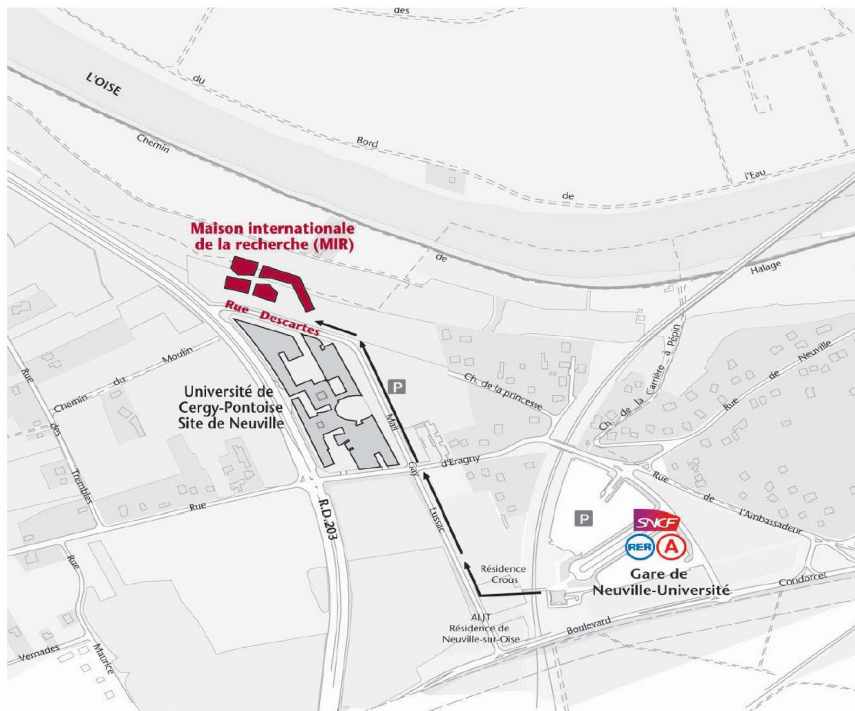 des
du
L'OISE
Chemin
Bord
de
l'Eau
Maison internationale
de la recherche (MIR)
de
Halage
Rue Descartes
Ch. de la Carrière à Pépin
Rue de Neuville
Chemin du Moulin
Rue des Trembles
Ch. de la princesse
Université de
Cergy-Pontoise
Site de Neuville
P
Mail Gay Lussac
Rue d'Eragny
R.D.203
Rue de l'Ambassadeur
P
SNCF
RER A
Gare de
Neuville-Université
Résidence
Crous
Boulevard Condorcet
ALJT
Résidence de
Neuville-sur-Oise
Rue Maurice
Vernades